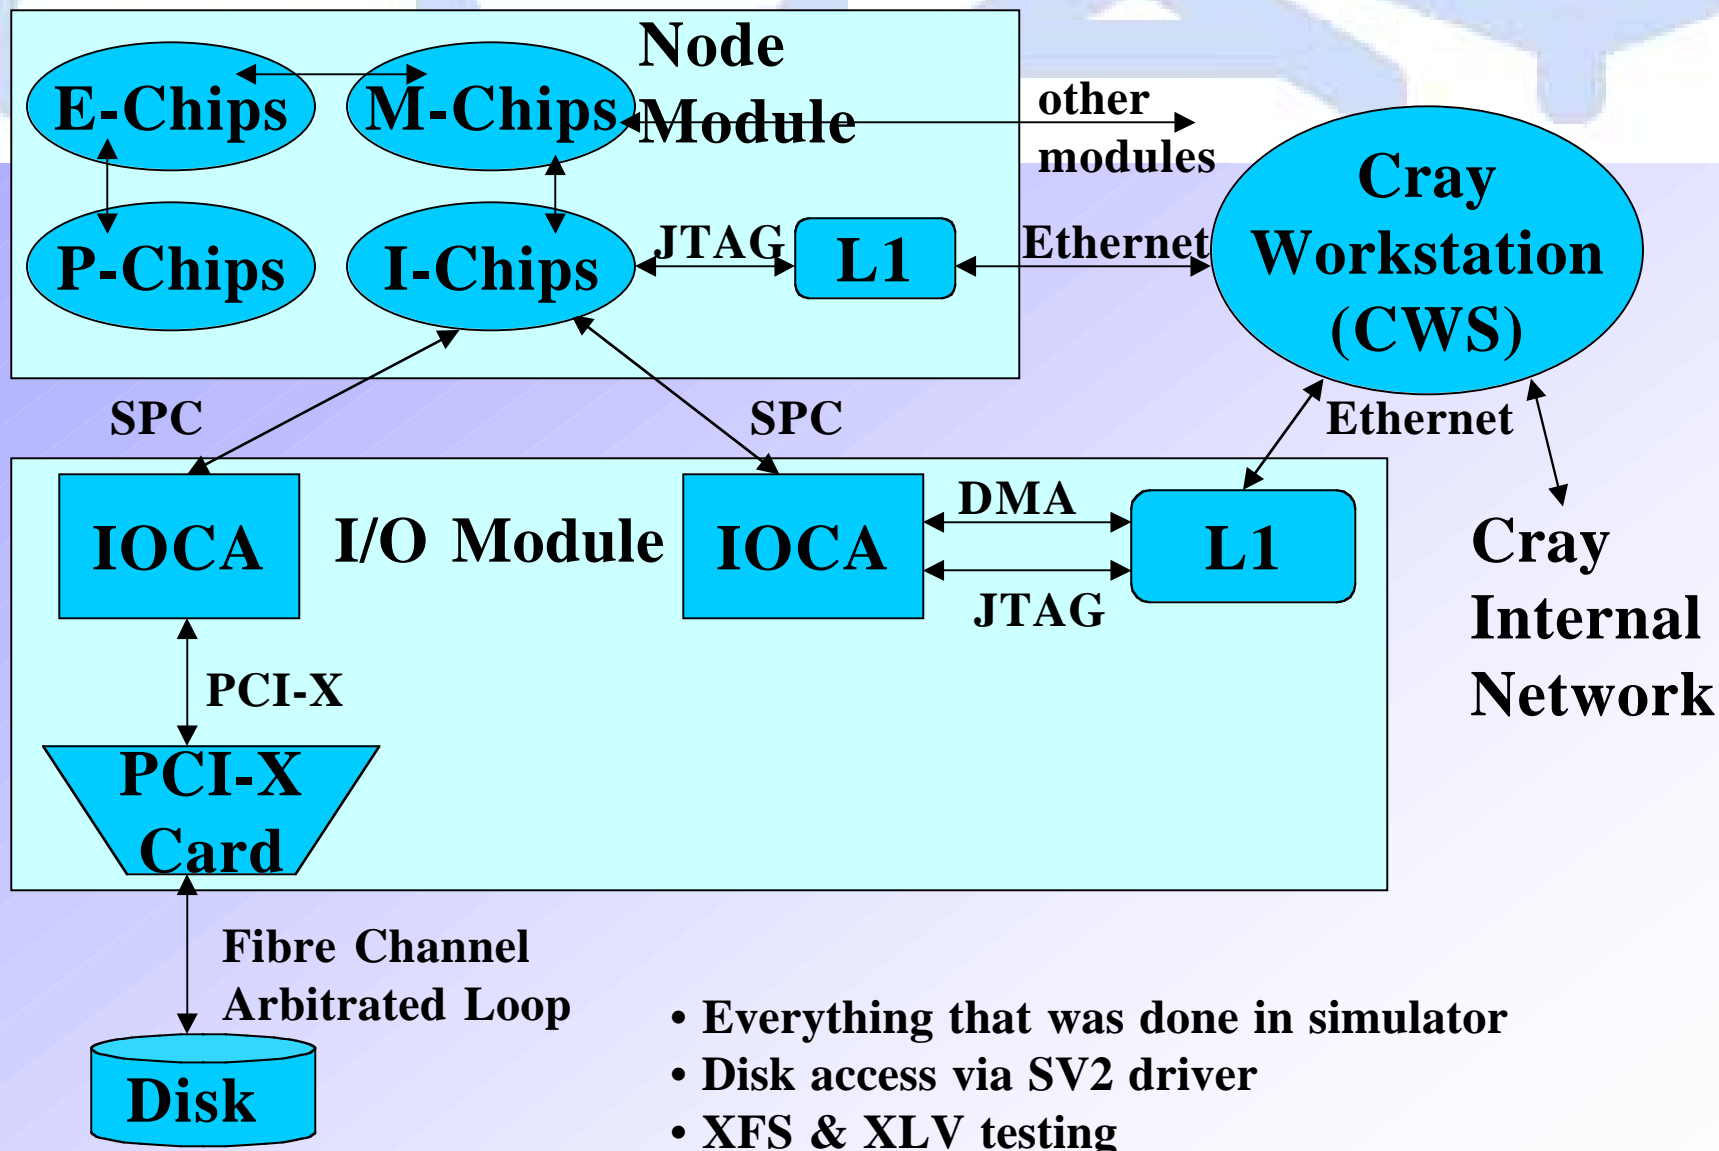 Node
Module
E-Chips
M-Chips
other
modules
P-Chips
I-Chips
JTAG
L1
Ethernet
Cray
Workstation
(CWS)
SPC
SPC
Ethernet
IOCA
I/O Module
IOCA
DMA
JTAG
L1
Cray
Internal
Network
PCI-X
PCI-X
Card
Fibre Channel
Arbitrated Loop
Disk
• Everything that was done in simulator
• Disk access via SV2 driver
• XFS & XLV testing